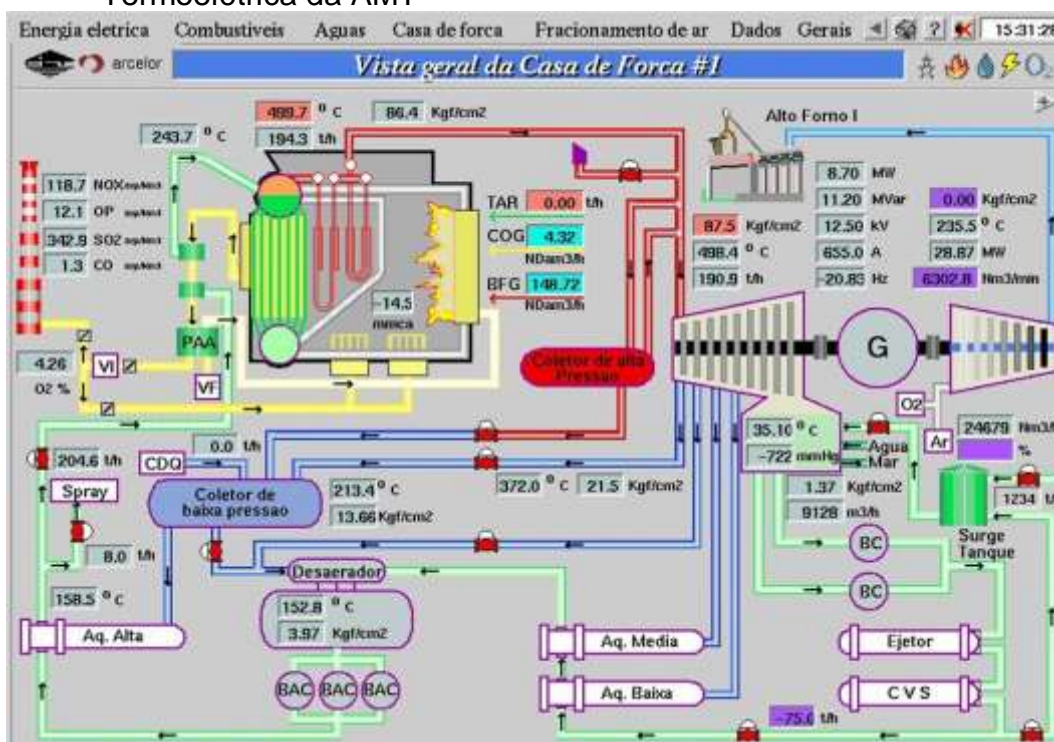 Termoelétrica da AMT
Energia eletrica Combustiveis Aguas Casa de forca Fracionamento de ar Dados Gerais ? 15:31:28
arcelor Vista geral da Casa de Forca #1
499.7 º C 86.4 Kgf/cm2
243.7 º C 194.3 t/h
Alto Forno I
118.7 NOX
12.1 OP
342.9 SO2
1.3 CO
TAR 0.00 t/h
COG 4.32
NDam3/h
BFG 148.72
NDam3/h
-14.5
mmca
8.70 MW
11.20 MVar 0.00 Kgf/cm2
87.5 Kgf/cm2 12.50 kV 235.5 º C
498.4 º C 655.0 A 28.87 MW
190.9 t/h -20.83 Hz 6302.8 Nm3/min
PAA
4.26 VI
O2 % VF
Coletor de alta
Pressao
G
O2
Ar
24679 Nm3/
%
35.10 º C
-722 mmHg
Agua
Mar
0.0 t/h
204.6 t/h CDQ
Spray
Coletor de
baixa pressao
213.4 º C
13.66 Kgf/cm2
372.0 º C 21.5 Kgf/cm2
1.37 Kgf/cm2
9128 m3/h
1234 t/
Surge
Tanque
8.0 t/h
BC
BC
Desaerador
158.5 º C
152.8 º C
3.97 Kgf/cm2
Aq. Alta
Aq. Media
Ejetor
BAC BAC BAC
Aq. Baixa
C V S
-75.0 t/h